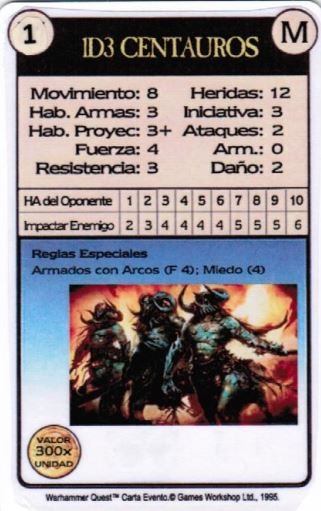 1
1D3 CENTAUROS
M
Movimiento: 8 Heridas: 12
Hab. Armas: 3 Iniciativa: 3
Hab. Proyec: 3+ Ataques: 2
Fuerza: 4 Arm.: 0
Resistencia: 3 Daño: 2
HA del Oponente 1 2 3 4 5 6 7 8 9 10
Impactar Enemigo 2 3 4 4 4 4 5 5 5 6
Reglas Especiales
Armados con Arcos (F 4); Miedo (4)
VALOR
300x
UNIDAD
Warhammer Quest™ Carta Evento.© Games Workshop Ltd., 1995.